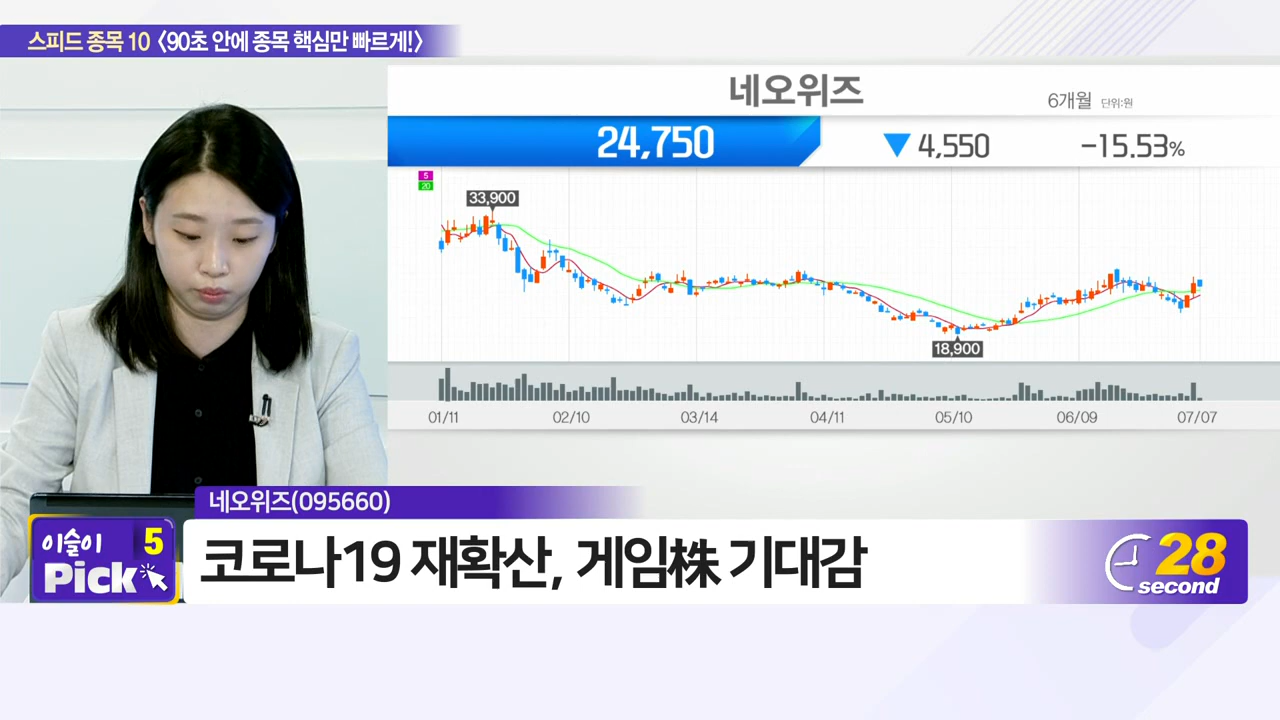 스피드 종목 10 〈90초 안에 종목 핵심만 빠르게!〉
네오위즈
6개월 단위:원
24,750 ▼ 4,550 -15.53%
5
20
33,900
18,900
01/11 02/10 03/14 04/11 05/10 06/09 07/07
네오위즈(095660)
이슬이 5
Pick
코로나19 재확산, 게임株 기대감
28
second